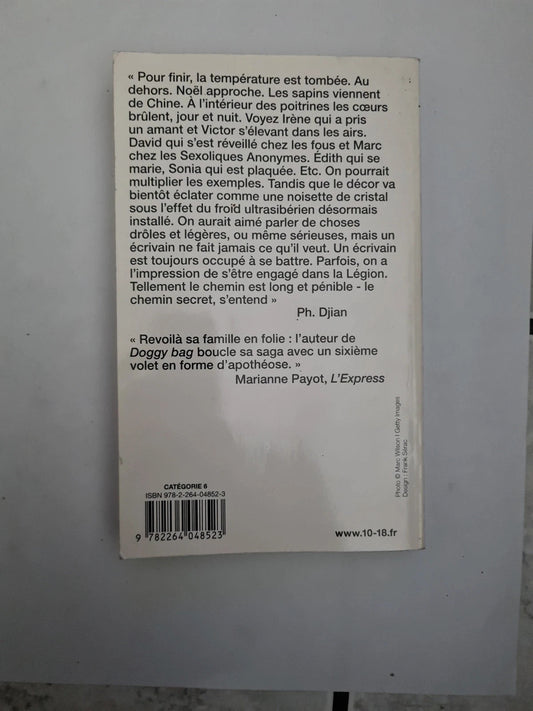 « Pour finir, la température est tombée. Au
dehors. Noël approche. Les sapins viennent
de Chine. À l'intérieur des poitrines les cœurs
brûlent, jour et nuit. Voyez Irène qui a pris
un amant et Victor s'élevant dans les airs.
David qui s'est réveillé chez les fous et Marc
chez les Sexoliques Anonymes. Édith qui se
marie, Sonia qui est plaquée. Etc. On pourrait
multiplier les exemples. Tandis que le décor va
bientôt éclater comme une noisette de cristal
sous l'effet du froid ultrasibérien désormais
installé. On aurait aimé parler de choses
drôles et légères, ou même sérieuses, mais un
écrivain ne fait jamais ce qu'il veut. Un écrivain
est toujours occupé à se battre. Parfois, on a
l'impression de s'être engagé dans la Légion.
Tellement le chemin est long et pénible - le
chemin secret, s'entend »
Ph. Djian
« Revoilà sa famille en folie : l'auteur de
Doggy bag boucle sa saga avec un sixième
volet en forme d'apothéose. »
Marianne Payot, L'Express
Photo © Marc Wilson / Getty Images
Design : Frank Sérac
CATÉGORIE 6
ISBN 978-2-264-04852-3
9 782264 048523
www.10-18.fr